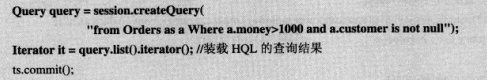 Query query = session.createQuery(
"from Orders as a Where a.money>1000 and a.customer is not null");
Iterator it = query.list().iterator(); //装载 HQL 的查询结果
ts.commit();